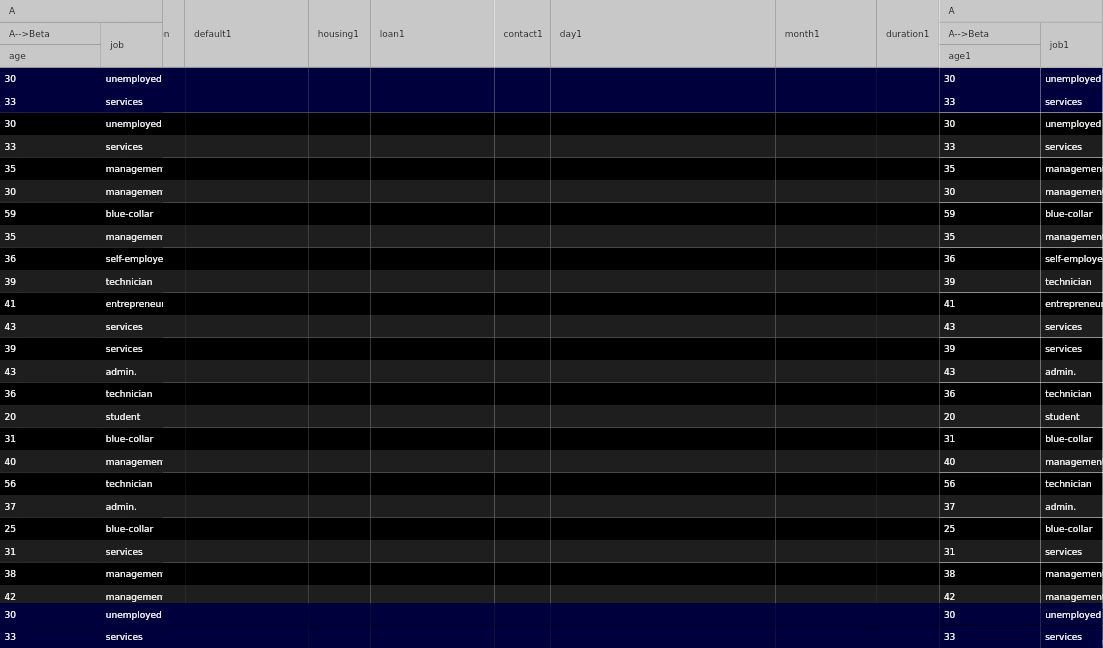 A A
A-->Beta job n default1 housing1 loan1 contact1 day1 month1 duration1 A-->Beta job1
age age1
30 unemployed 30 unemployed
33 services 33 services
30 unemployed 30 unemployed
33 services 33 services
35 managemen 35 managemen
30 managemen 30 managemen
59 blue-collar 59 blue-collar
35 managemen 35 managemen
36 self-employe 36 self-employe
39 technician 39 technician
41 entrepreneu 41 entrepreneu
43 services 43 services
39 services 39 services
43 admin. 43 admin.
36 technician 36 technician
20 student 20 student
31 blue-collar 31 blue-collar
40 managemen 40 managemen
56 technician 56 technician
37 admin. 37 admin.
25 blue-collar 25 blue-collar
31 services 31 services
38 managemen 38 managemen
42 managemen 42 managemen
30 unemployed 30 unemployed
33 services 33 services